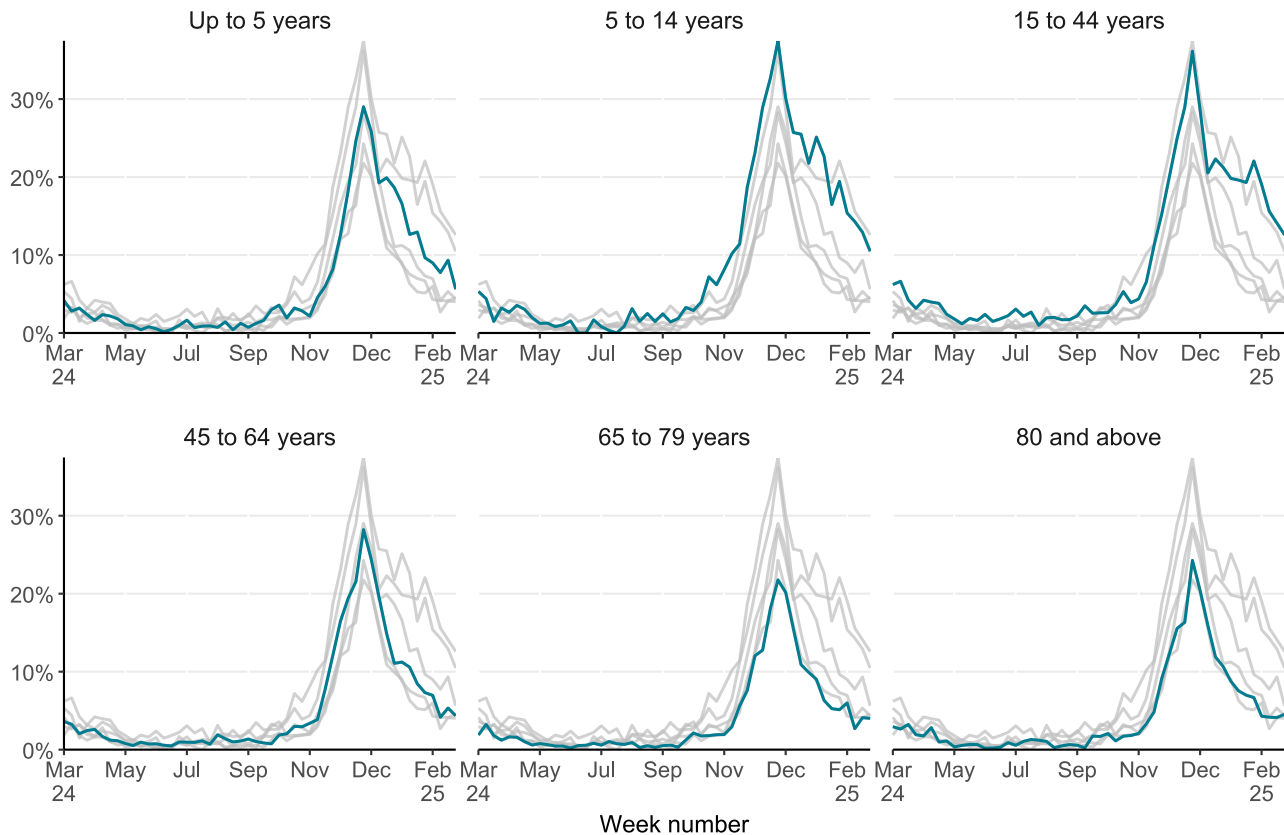 Up to 5 years
5 to 14 years
15 to 44 years
30%
20%
10%
0%
Mar May Jul Sep Nov Dec Feb
24 25
Mar May Jul Sep Nov Dec Feb
24 25
Mar May Jul Sep Nov Dec Feb
24 25
45 to 64 years
65 to 79 years
80 and above
30%
20%
10%
0%
Mar May Jul Sep Nov Dec Feb
24 25
Mar May Jul Sep Nov Dec Feb
24 25
Mar May Jul Sep Nov Dec Feb
24 25
Week number